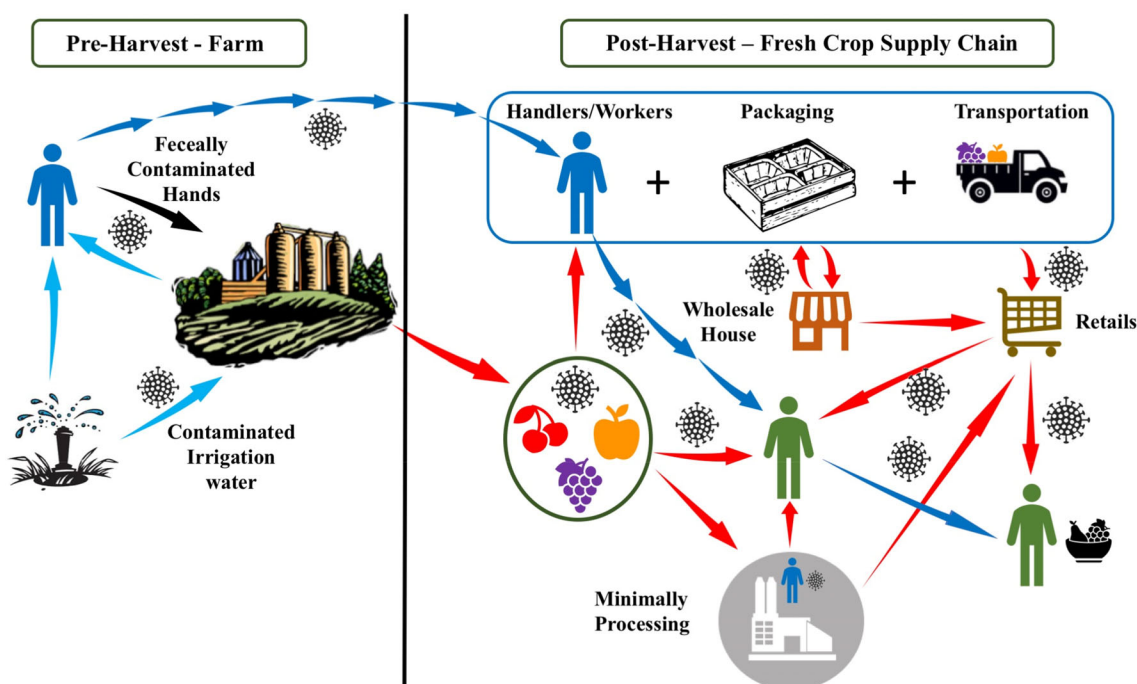 Pre-Harvest - Farm
Post-Harvest – Fresh Crop Supply Chain
Handlers/Workers
Packaging
Transportation
Feceally
Contaminated
Hands
+
+
Wholesale
House
Retails
Contaminated
Irrigation
water
Minimally
Processing